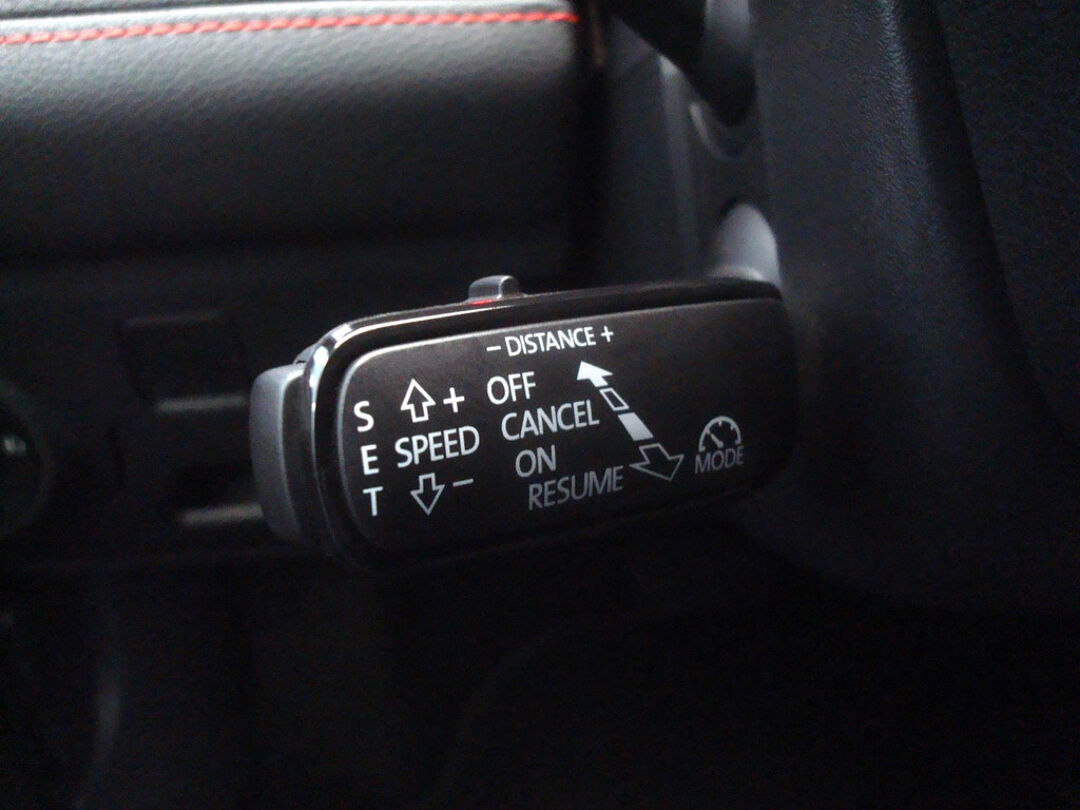 − DISTANCE +
S
E
T
+
SPEED
−
OFF
CANCEL
ON
RESUME
MODE